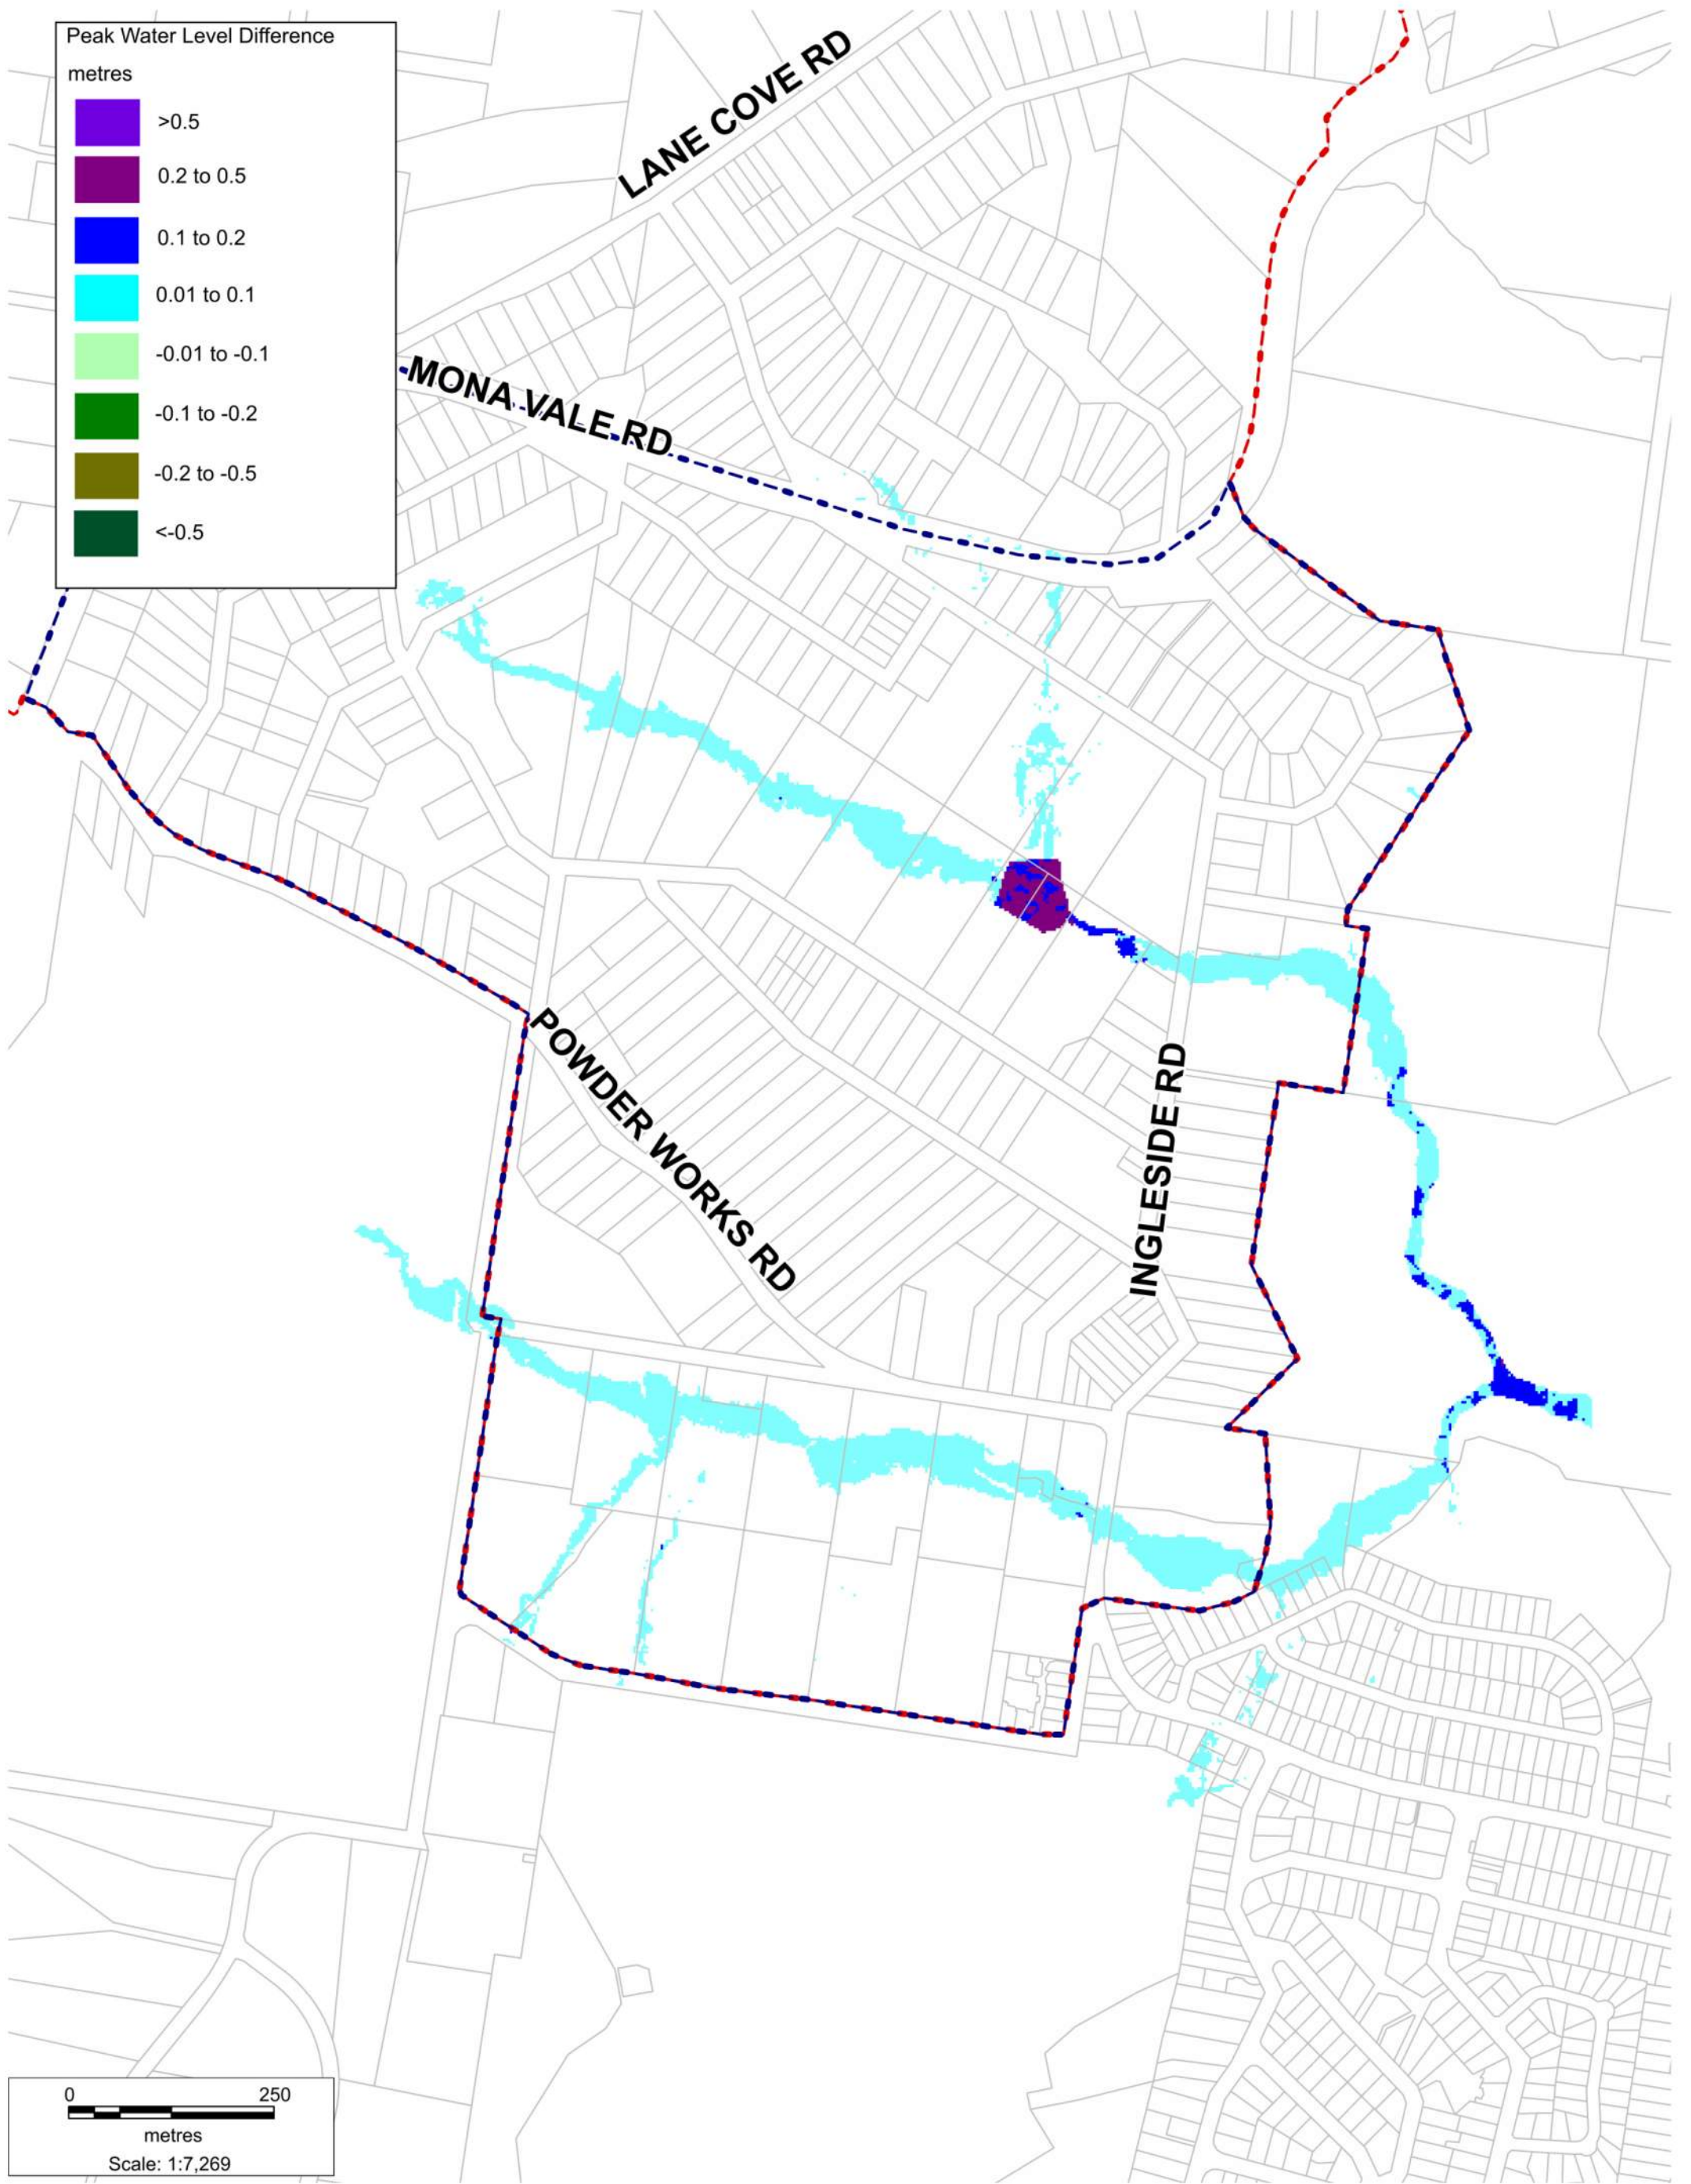 Peak Water Level Difference
metres
>0.5
0.2 to 0.5
0.1 to 0.2
0.01 to 0.1
-0.01 to -0.1
-0.1 to -0.2
-0.2 to -0.5
<-0.5
LANE COVE RD
MONA VALE RD
POWDER WORKS RD
INGLESIDE RD
0 250
metres
Scale: 1:7,269